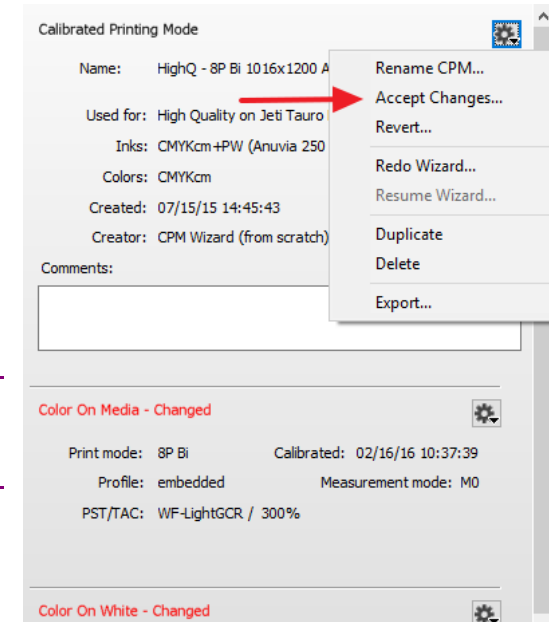 Calibrated Printing Mode
Name: HighQ - 8P Bi 1016x1200 A
Used for: High Quality on Jeti Tauro
Inks: CMYKcm+PW (Anuvia 250
Colors: CMYKcm
Created: 07/15/15 14:45:43
Creator: CPM Wizard (from scratch)
Comments:
Rename CPM...
Accept Changes...
Revert...
Redo Wizard...
Resume Wizard...
Duplicate
Delete
Export...
Color On Media - Changed
Print mode: 8P Bi Calibrated: 02/16/16 10:37:39
Profile: embedded Measurement mode: M0
PST/TAC: WF-LightGCR / 300%
Color On White - Changed